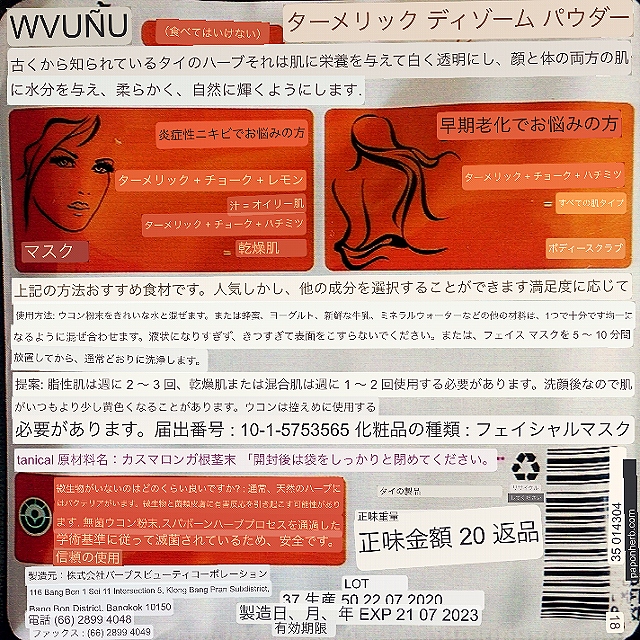 WVUÑU
(食べてはいけない)
ターメリック ディゾーム パウダー
古くから知られているタイのハーブそれは肌に栄養を与えて白く透明にし、顔と体の両方の肌
に水分を与え、柔らかく、自然に輝くようにします.
炎症性ニキビでお悩みの方
ターメリック + チョーク + レモン
汁 = オイリー肌
ターメリック + チョーク + ハチミツ
= 乾燥肌
マスク
早期老化でお悩みの方
ターメリック + チョーク + ハチミツ
= すべての肌タイプ
ボディースクラブ
上記の方法おすすめ食材です。人気しかし、他の成分を選択することができます満足度に応じて
使用方法: ウコン粉末をきれいな水と混ぜます。または蜂蜜、ヨーグルト、新鮮な牛乳、ミネラルウォーターなどの他の材料は、1つで十分です均一に
なるように混ぜ合わせます。液状になりすぎず、きつすぎて表面をこすらないでください。または、フェイス マスクを 5 ～ 10 分間
放置してから、通常どおりに洗浄します。
提案: 脂性肌は週に 2 ～ 3 回、乾燥肌または混合肌は週に 1 ～ 2 回使用する必要があります。洗顔後なので肌
がいつもより少し黄色くなることがあります。ウコンは控えめに使用する
必要があります。届出番号 : 10-1-5753565 化粧品の種類 : フェイシャルマスク
tanical 原材料名 : カスマロンガ根茎末 「開封後は袋をしっかりと閉めてください。
リサイクル
してください
微生物がいないのはどのくらい良いですか? : 通常、天然のハーブに
はバクテリアがいます。微生物と菌類皮膚に有害反応を引き起こす可能性があり
ます 無菌ウコン粉末,スパポーンハーブプロセスを通過した
学術基準に従って滅菌されているため、安全です。
信頼の使用
タイの製品
正味重量
正味金額 20 返品
製造元 : 株式会社パープスビューティコーポレーション
116 Bang Bon 1 Soi 11 Intersection 5, Klong Bang Pran Subdistrict,
Bang Bon District, Bangkok 10150
電話 (66) 2899 4048
ファックス : (66) 2899 4049
LOT
37 生産 50 22 07 2020
製造日、月、年 EXP 21 07 2023
有効期限
35 014304
918
paponherb.com